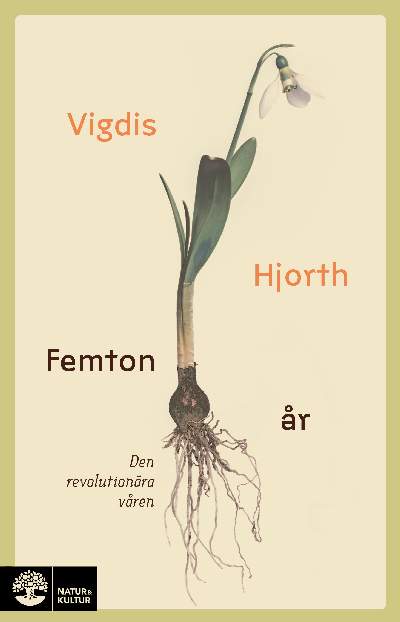 Vigdis
Hjorth
Femton
år
Den
revolutionära
våren
NATUR&
KULTUR